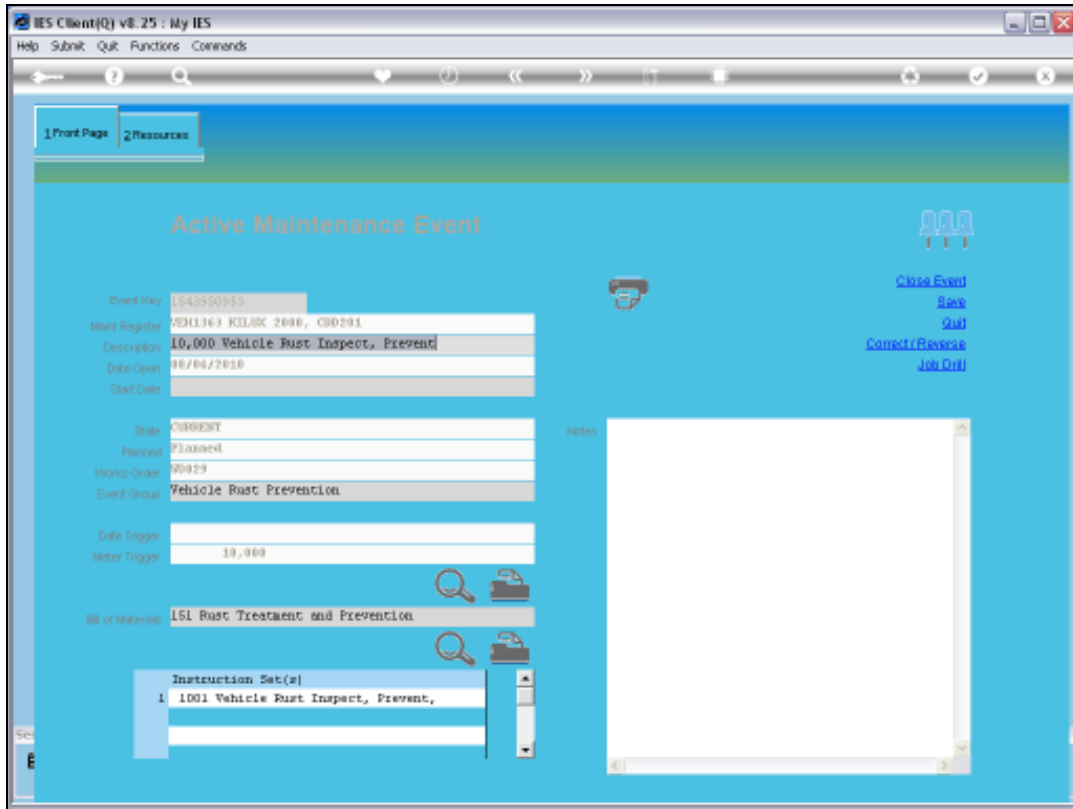 IES Client(Q) v8.25 : My IES
Help Submit Quit Functions Commands
1 Front Page 2 Resources
Active Maintenance Event
Close Event
Save
Quit
Correct / Reverse
Job Drill
Event Key 1543950953
Maint Register VEH1363 KILUX 2000, CBD201
Description 10,000 Vehicle Rust Inspect, Prevent
Date Open 08/06/2010
Start Date
State CURRENT
Planned Planned
Works Order WO029
Event Group Vehicle Rust Prevention
Notes
Date Trigger
Meter Trigger 10,000
Bill of Materials 151 Rust Treatment and Prevention
Instruction Set(s)
1 1001 Vehicle Rust Inspect, Prevent,